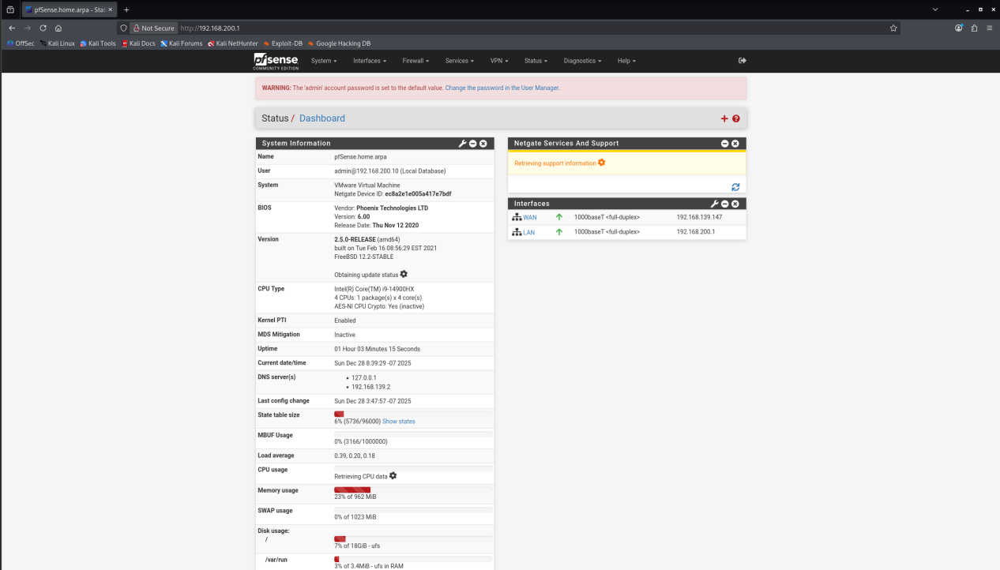 pfSense.home.arpa - Stat
Not Secure http://192.168.200.1
OffSec Kali Linux Kali Tools Kali Docs Kali Forums Kali NetHunter Exploit-DB Google Hacking DB
pfsense COMMUNITY EDITION
System Interfaces Firewall Services VPN Status Diagnostics Help
WARNING: The 'admin' account password is set to the default value. Change the password in the User Manager.
Status / Dashboard
System Information
Name pfSense.home.arpa
User admin@192.168.200.10 (Local Database)
System VMware Virtual Machine
Netgate Device ID: ec8a2e1e005a417e7bdf
BIOS Vendor: Phoenix Technologies LTD
Version: 6.00
Release Date: Thu Nov 12 2020
Version 2.5.0-RELEASE (amd64)
built on Tue Feb 16 08:56:29 EST 2021
FreeBSD 12.2-STABLE
Obtaining update status
CPU Type Intel(R) Core(TM) i9-14900HX
4 CPUs: 1 package(s) x 4 core(s)
AES-NI CPU Crypto: Yes (inactive)
Kernel PTI Enabled
MDS Mitigation Inactive
Uptime 01 Hour 03 Minutes 15 Seconds
Current date/time Sun Dec 28 8:39:29 -07 2025
DNS server(s) • 127.0.0.1
• 192.168.139.2
Last config change Sun Dec 28 3:47:57 -07 2025
State table size
6% (5736/96000) Show states
MBUF Usage
0% (3166/1000000)
Load average 0.39, 0.20, 0.18
CPU usage
Retrieving CPU data
Memory usage
23% of 962 MiB
SWAP usage
0% of 1023 MiB
Disk usage:
/
7% of 18GiB - ufs
/var/run
3% of 3.4MiB - ufs in RAM
Netgate Services And Support
Retrieving support information
Interfaces
WAN 1000baseT <full-duplex> 192.168.139.147
LAN 1000baseT <full-duplex> 192.168.200.1